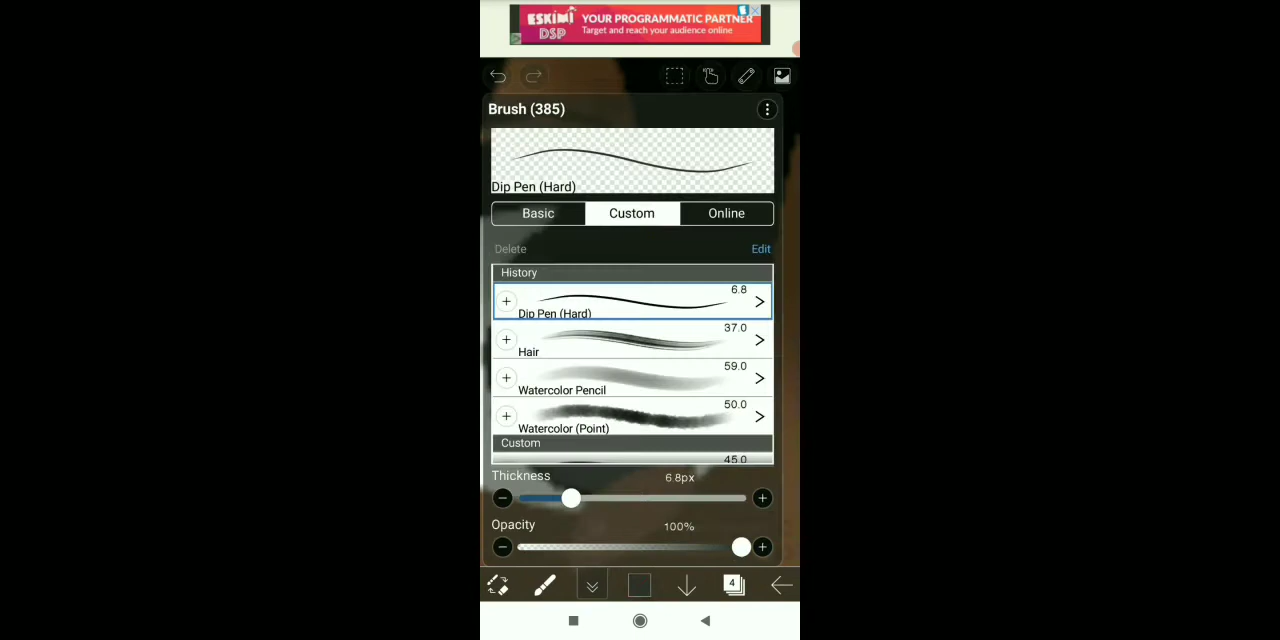 ESKIMI DSP
YOUR PROGRAMMATIC PARTNER
Target and reach your audience online
Brush (385)
Dip Pen (Hard)
Basic
Custom
Online
Delete
Edit
History
6.8
Dip Pen (Hard)
37.0
Hair
59.0
Watercolor Pencil
50.0
Watercolor (Point)
Custom
45.0
Thickness
6.8px
Opacity
100%
4